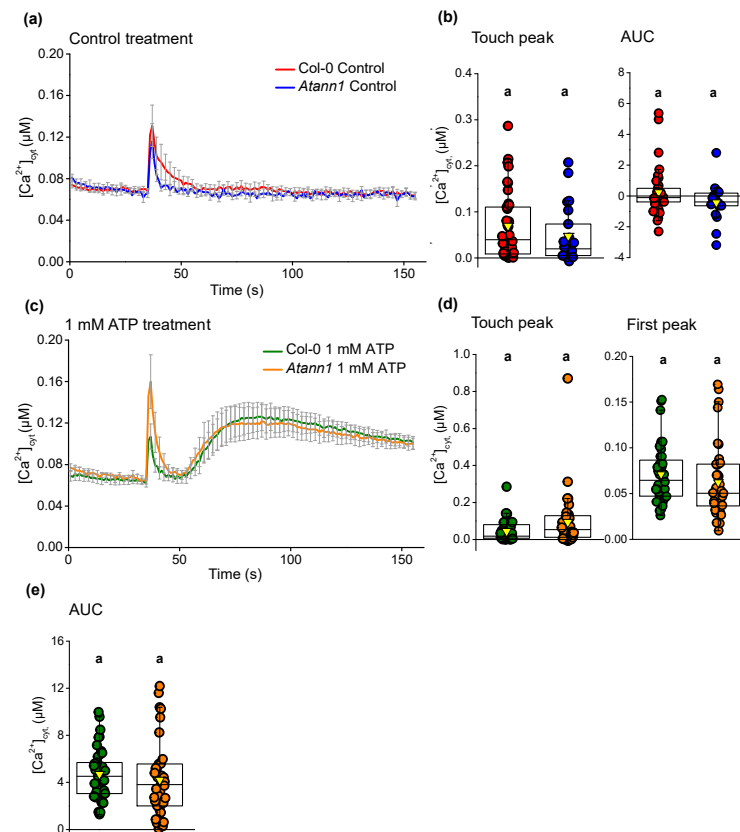 (a)
Control treatment
Col-0 Control
Atann1 Control
[Ca2+]cyt (µM)
0.20
0.16
0.12
0.08
0.04
0.00
0 50 100 150
Time (s)
(b)
Touch peak AUC
a a a a
[Ca2+]cyt, (µM)
0.4
0.3
0.2
0.1
0.0
8
6
4
2
0
-2
-4
(c)
1 mM ATP treatment
Col-0 1 mM ATP
Atann1 1 mM ATP
[Ca2+]cyt (µM)
0.20
0.16
0.12
0.08
0.04
0.00
0 50 100 150
Time (s)
(d)
Touch peak First peak
a a a a
[Ca2+]cyt, (µM)
1.0
0.8
0.6
0.4
0.2
0.0
0.20
0.15
0.10
0.05
0.00
(e)
AUC
a a
[Ca2+]cyt, (µM)
16
12
8
4
0